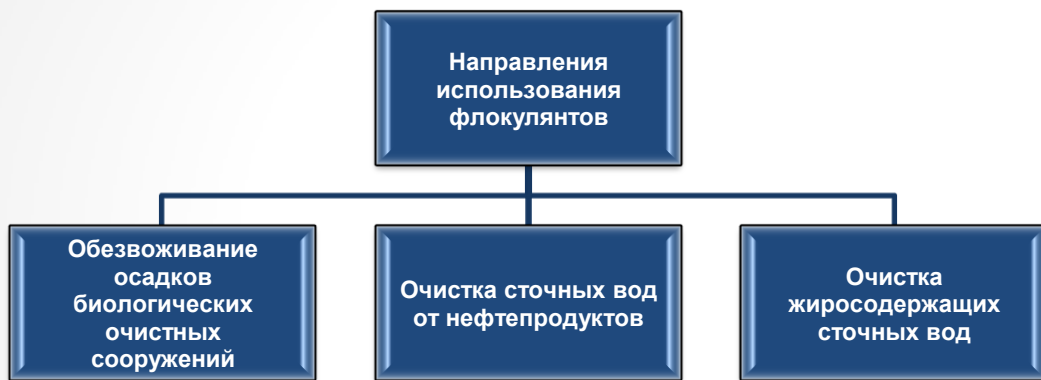 Направления
использования
флокулянтов
Обезвоживание
осадков
биологических
очистных
сооружений
Очистка сточных вод
от нефтепродуктов
Очистка
жиросодержащих
сточных вод